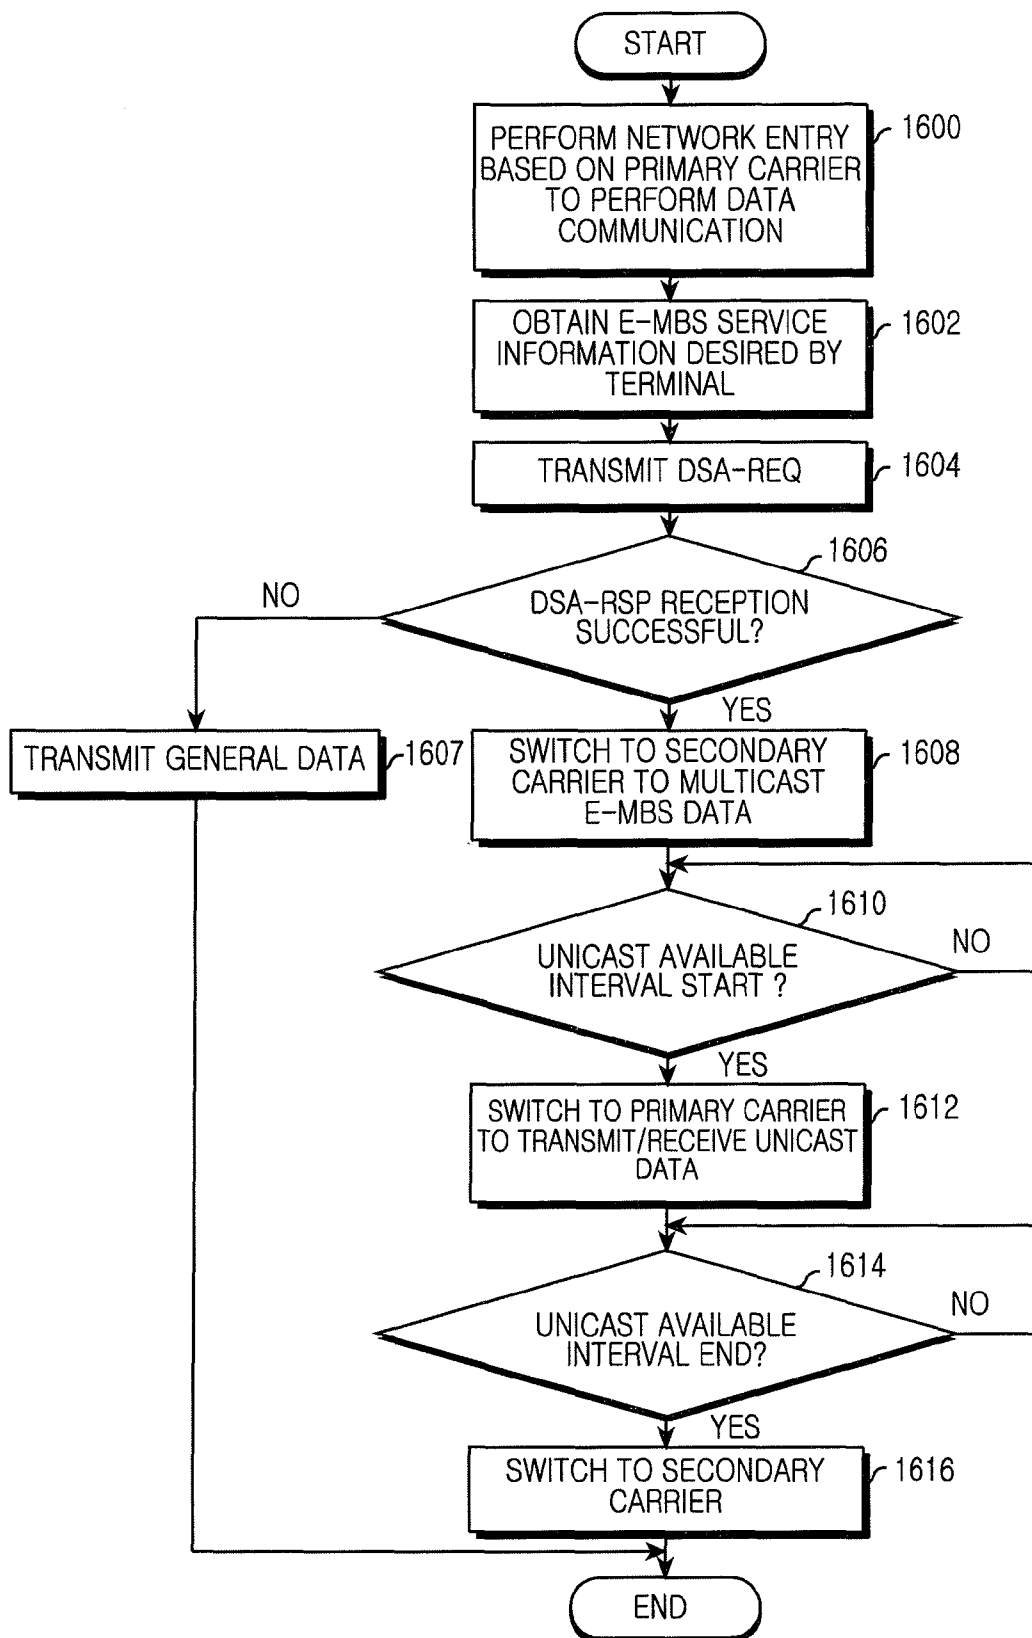 START
PERFORM NETWORK ENTRY
BASED ON PRIMARY CARRIER
TO PERFORM DATA
COMMUNICATION
1600
OBTAIN E-MBS SERVICE
INFORMATION DESIRED BY
TERMINAL
1602
TRANSMIT DSA-REQ
1604
1606
DSA-RSP RECEPTION
SUCCESSFUL?
NO
YES
TRANSMIT GENERAL DATA
1607
SWITCH TO SECONDARY
CARRIER TO MULTICAST
E-MBS DATA
1608
1610
UNICAST AVAILABLE
INTERVAL START ?
NO
YES
SWITCH TO PRIMARY CARRIER
TO TRANSMIT/RECEIVE UNICAST
DATA
1612
1614
UNICAST AVAILABLE
INTERVAL END?
NO
YES
SWITCH TO SECONDARY
CARRIER
1616
END